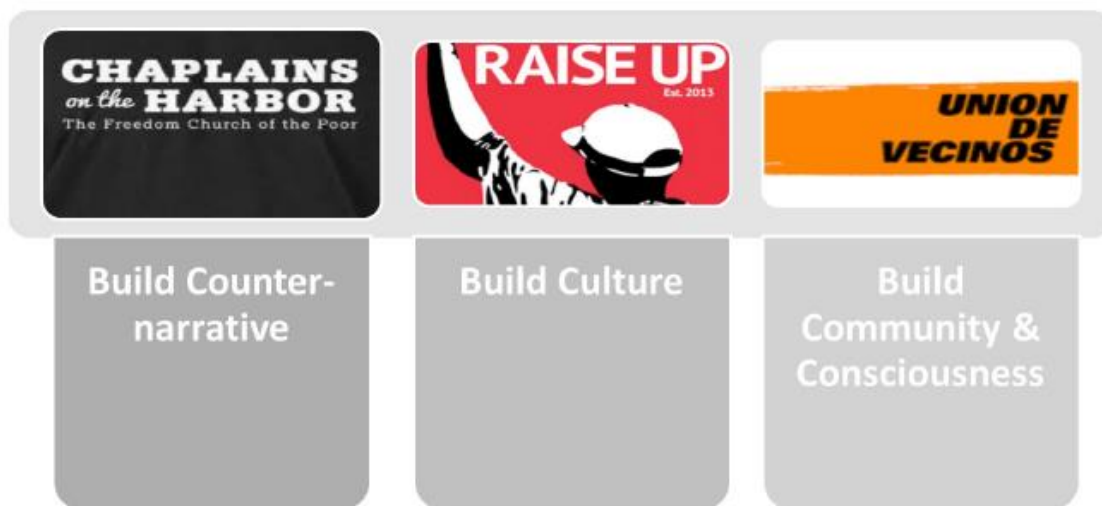 CHAPLAINS
on the HARBOR
The Freedom Church of the Poor
RAISE UP
Est. 2013
UNION
DE
VECINOS
Build Counter-
narrative
Build Culture
Build
Community &
Consciousness